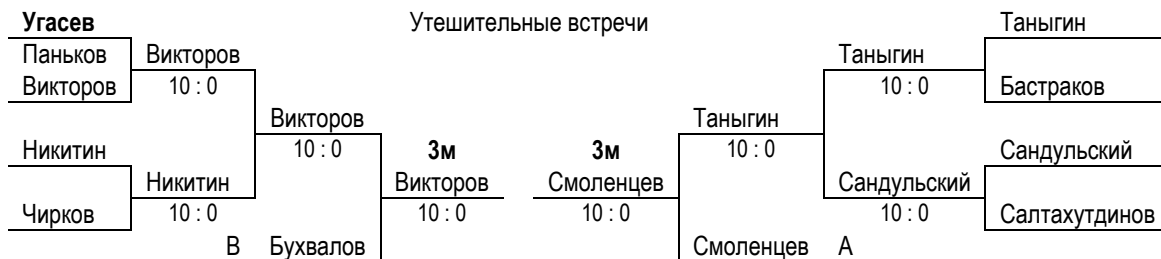 Угасев Утешительные встречи Таныгин
Паньков Викторов Таныгин
Викторов 10 : 0 10 : 0 Бастраков
Викторов Таныгин
Никитин 10 : 0 3м 3м 10 : 0 Сандульский
Никитин Викторов Смоленцев Сандульский
Чирков 10 : 0 10 : 0 10 : 0 10 : 0 Салтахутдинов
В Бухвалов Смоленцев А